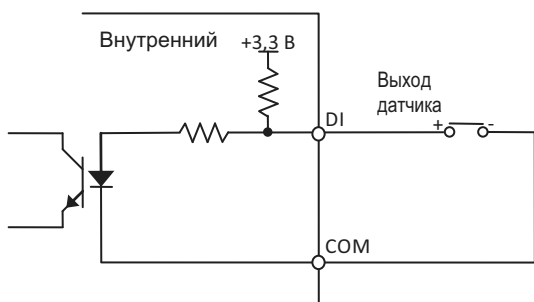 Внутренний
+3,3 В
Выход
датчика
DI
+
-
COM